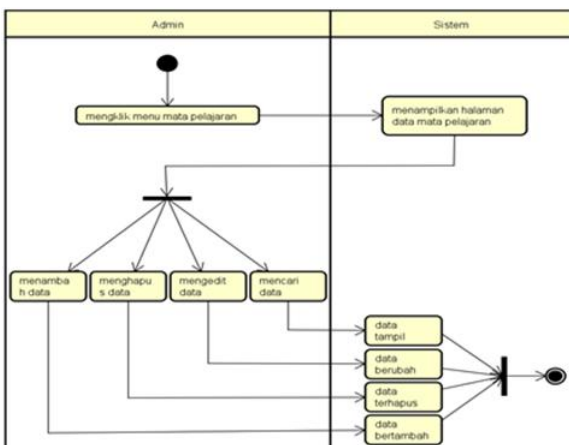 Admin
Sistem
mengklik menu mata pelajaran
menampilkan halaman
data mata pelajaran
menamba
h data
menghapu
s data
mengedit
data
mencari
data
data
tampil
data
berubah
data
terhapus
data
bertambah